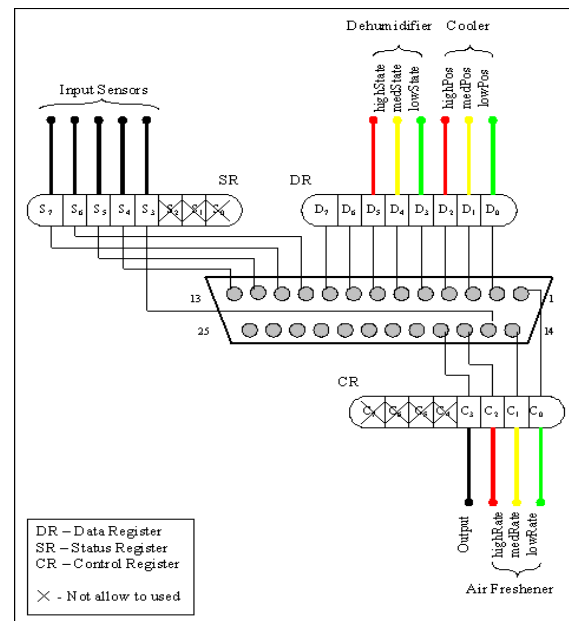 Dehumidifier Cooler
Input Sensors
highState
medState
lowState
highPos
medPos
lowPos
SR
DR
S7 S6 S5 S4 S3 S2 S1 S0
D7 D6 D5 D4 D3 D2 D1 D0
13
1
25
14
CR
C7 C6 C5 C4 C3 C2 C1 C0
Output
highRate
medRate
lowRate
Air Freshener
DR – Data Register
SR – Status Register
CR – Control Register
X - Not allow to used